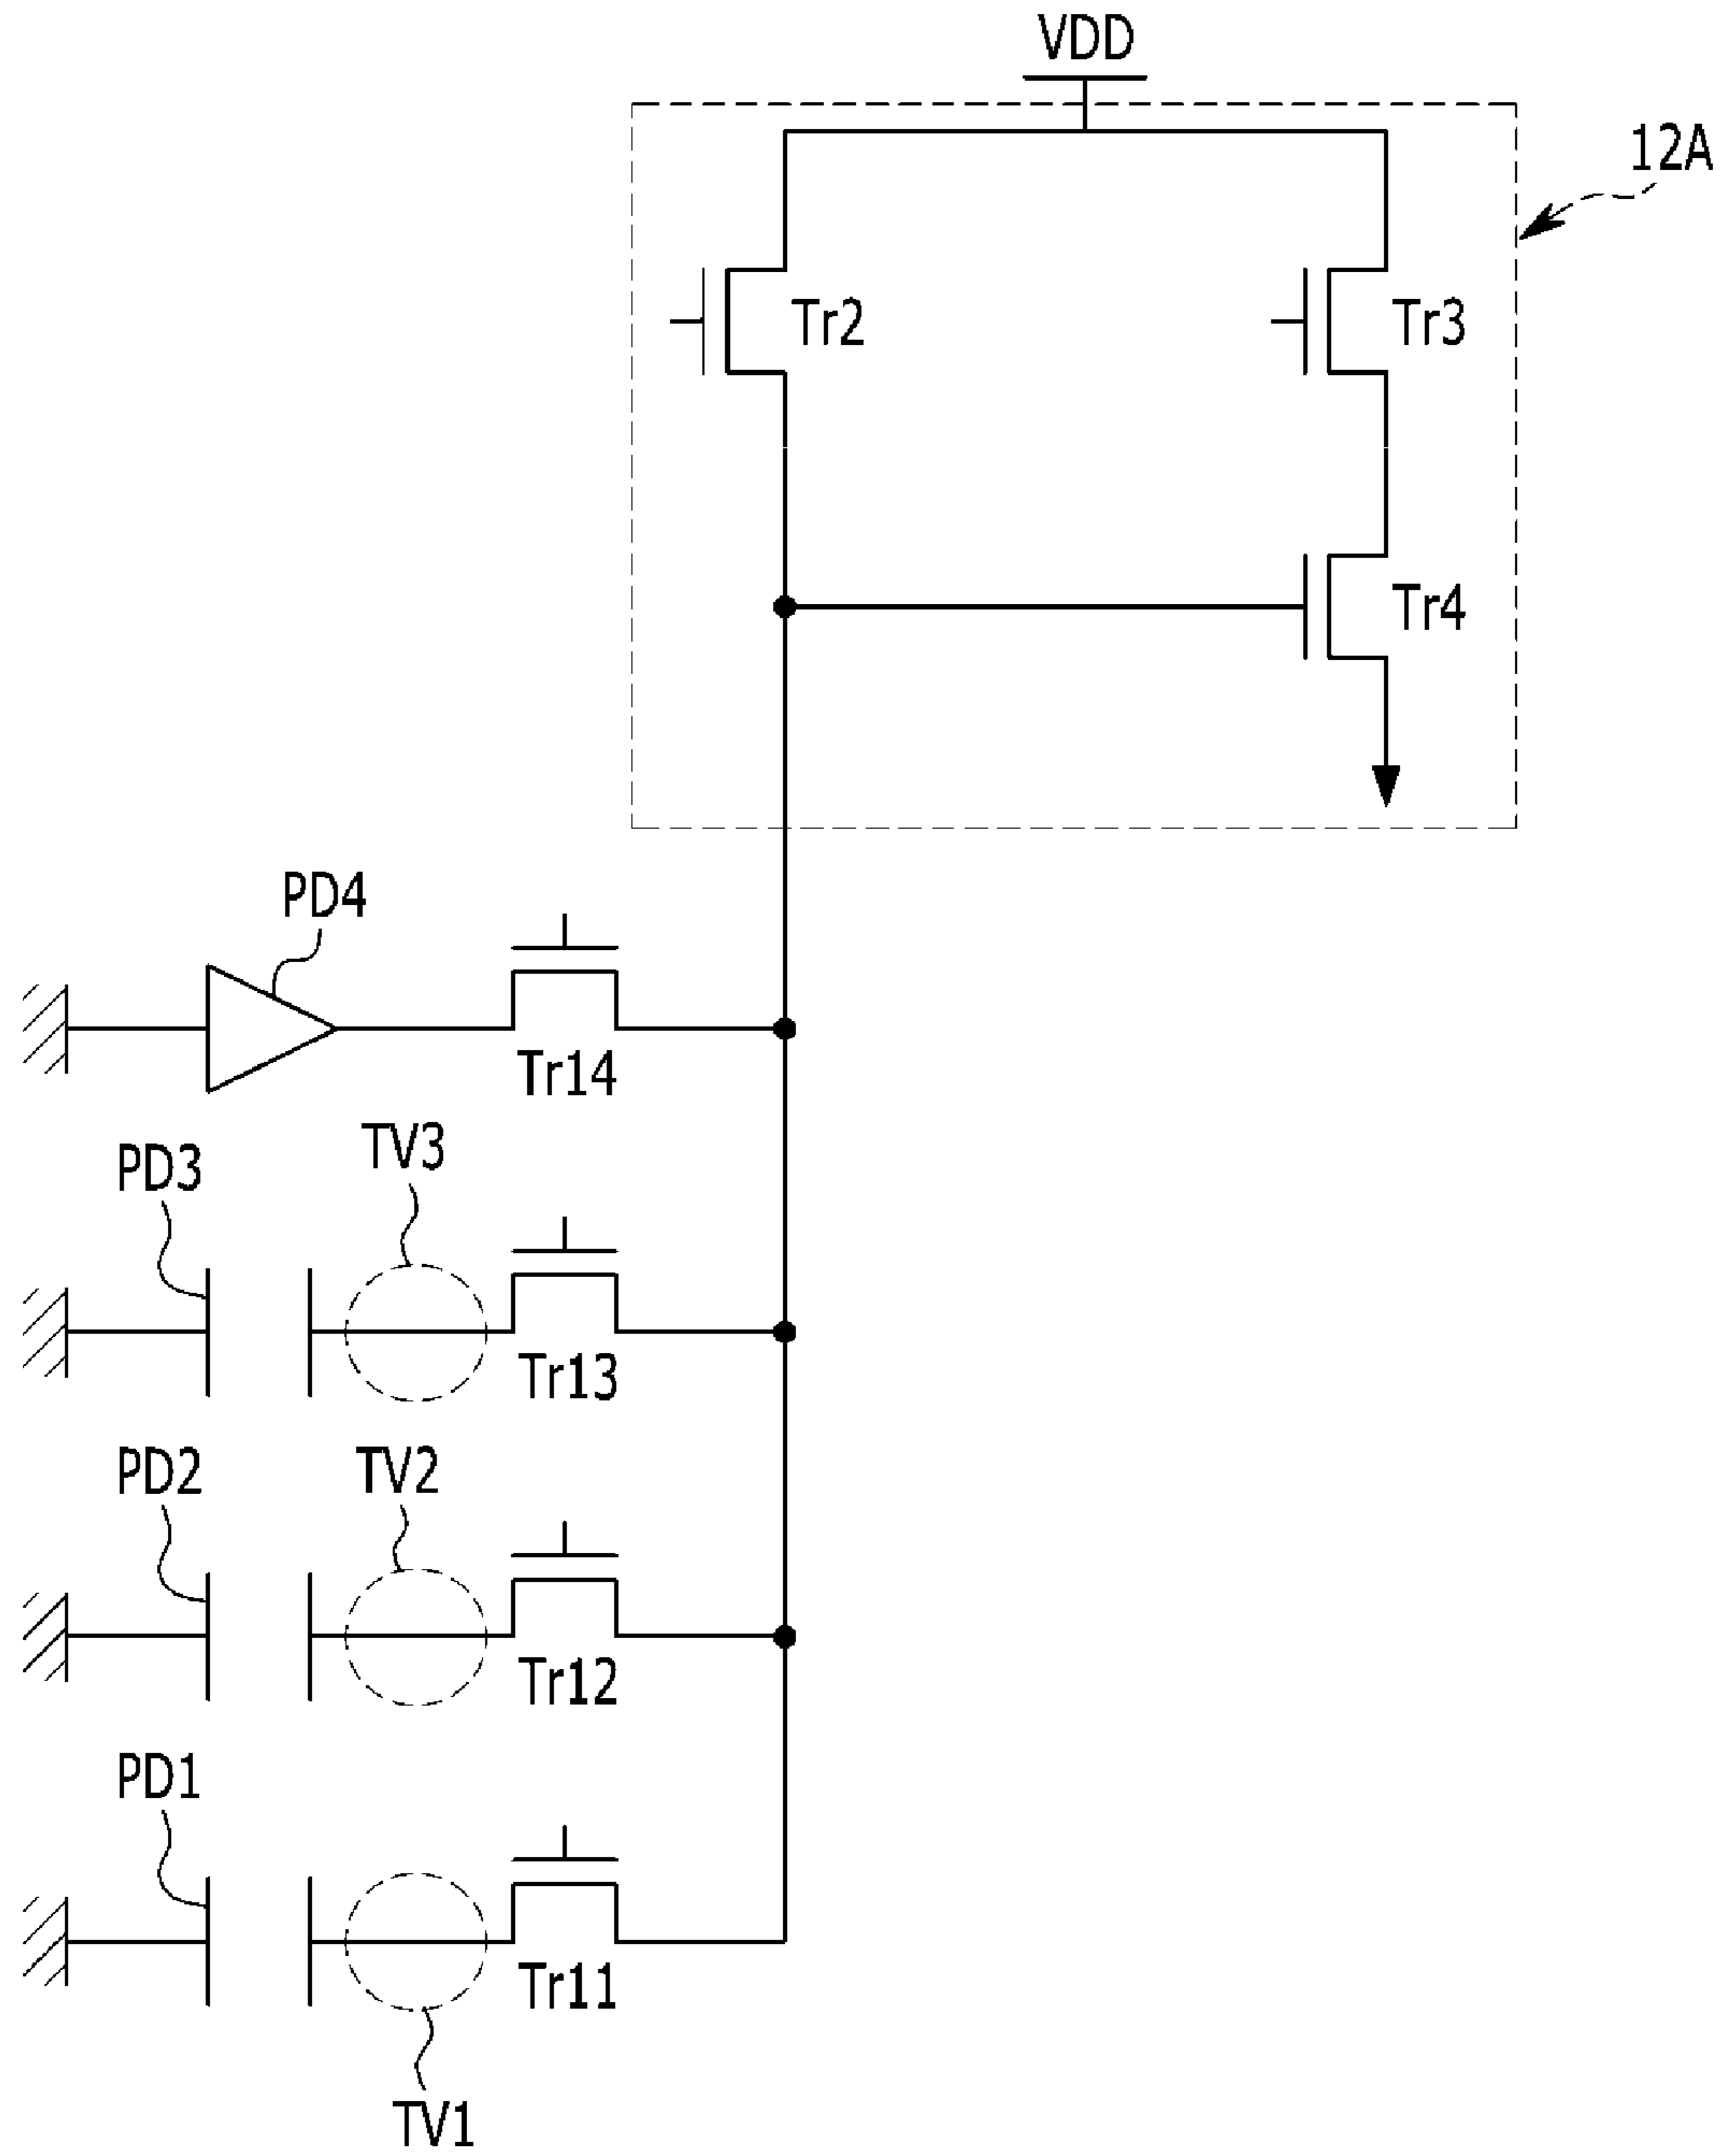 VDD
12A
Tr2
Tr3
Tr4
PD4
Tr14
TV3
PD3
Tr13
TV2
PD2
Tr12
PD1
Tr11
TV1